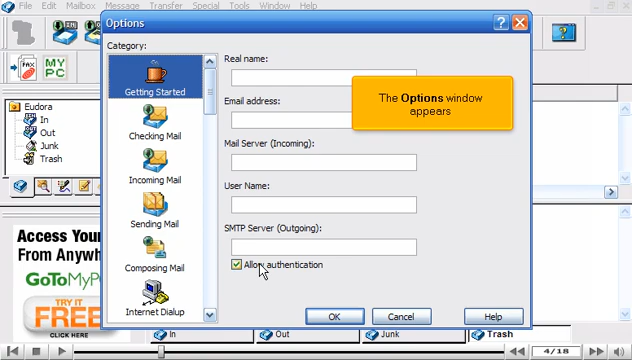 File Edit Mailbox Message Transfer Special Tools Window Help
Options
Category:
Getting Started
Checking Mail
Incoming Mail
Sending Mail
Composing Mail
Internet Dialup
Real name:
Email address:
Mail Server (Incoming):
User Name:
SMTP Server (Outgoing):
Allow authentication
OK
Cancel
Help
The Options window
appears
FAX
MY
PC
Eudora
In
Out
Junk
Trash
Access Your
From Anywh
GoToMyP
TRY IT
FREE
CLICK HERE
In
Out
Junk
Trash
4/18